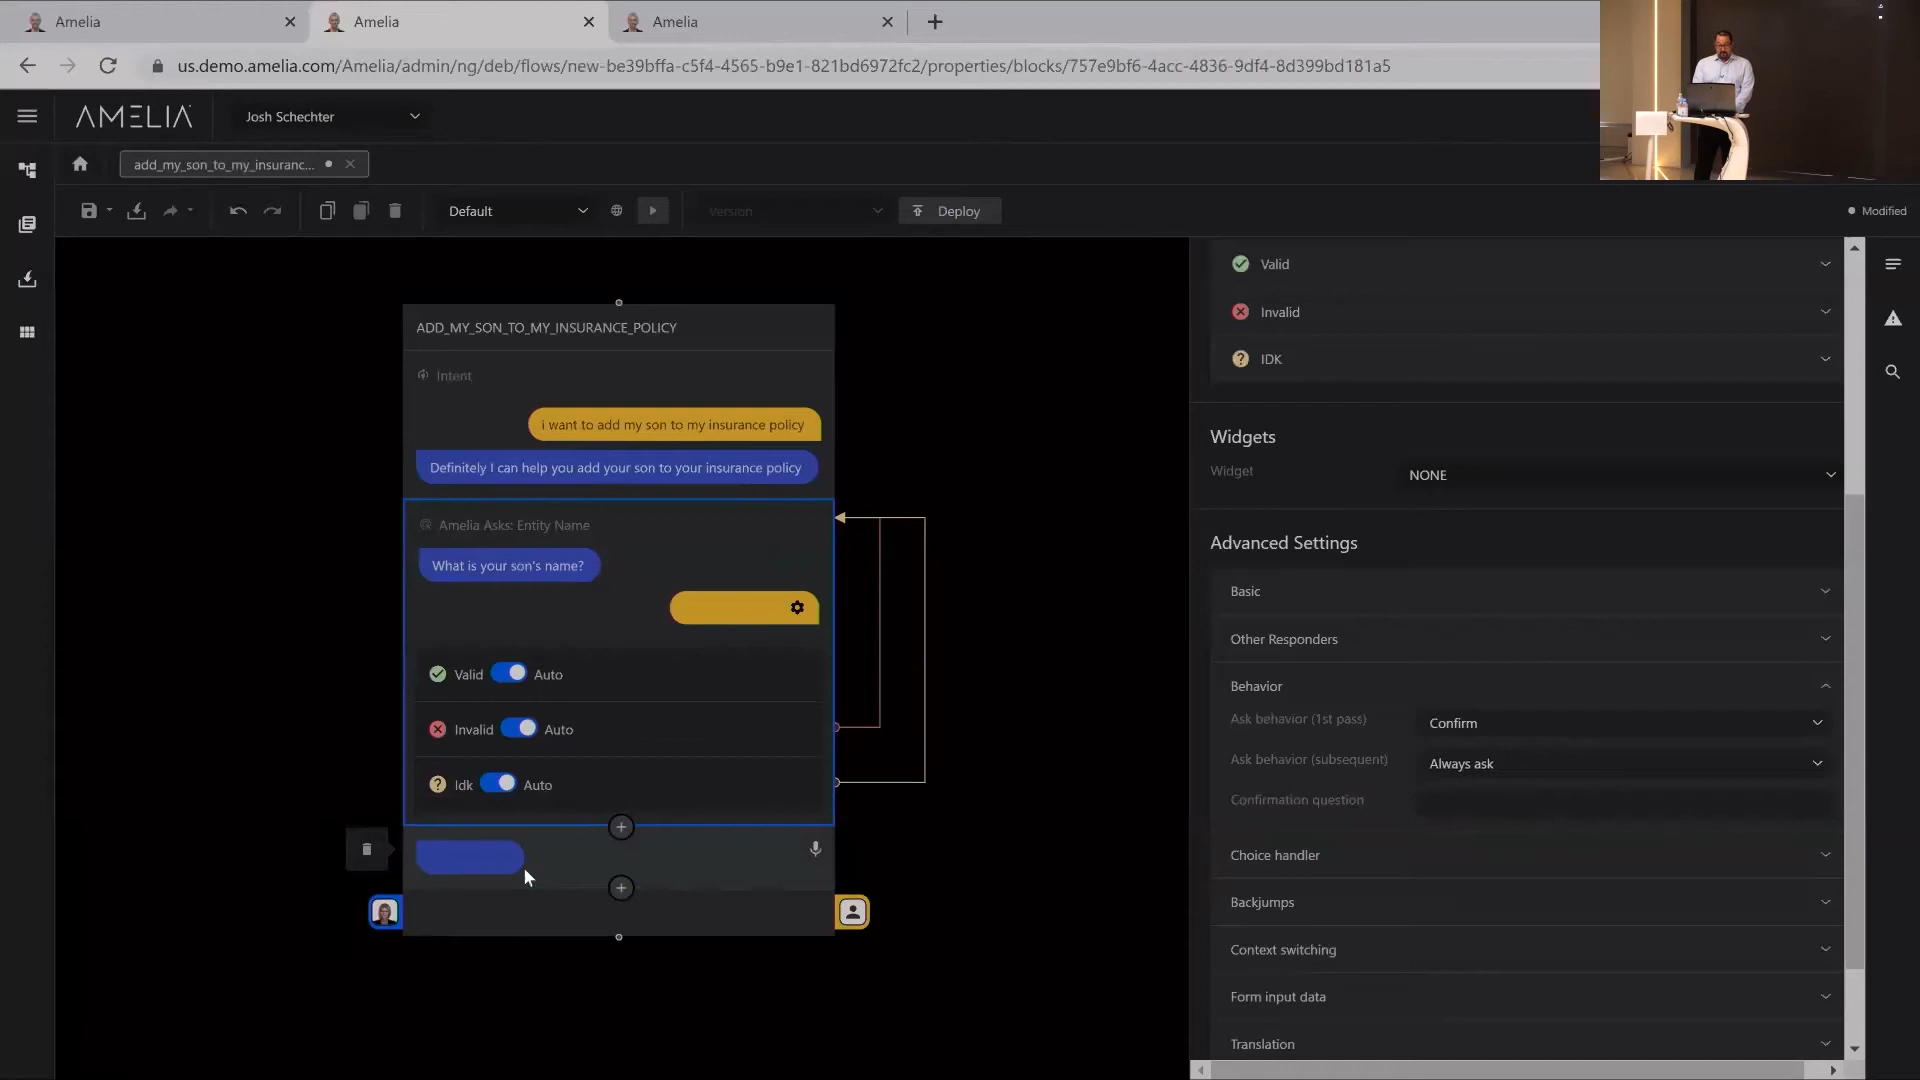 Amelia
Amelia
Amelia
us.demo.amelia.com/Amelia/admin/ng/deb/flows/new-be39bffa-c5f4-4565-b9e1-821bd6972fc2/properties/blocks/757e9bf6-4acc-4836-9df4-8d399bd181a5
AMELIA
Josh Schechter
add_my_son_to_my_insuranc...
Default
Version
Deploy
Modified
ADD_MY_SON_TO_MY_INSURANCE_POLICY
Intent
i want to add my son to my insurance policy
Definitely I can help you add your son to your insurance policy
Amelia Asks: Entity Name
What is your son's name?
Valid Auto
Invalid Auto
Idk Auto
Valid
Invalid
IDK
Widgets
Widget NONE
Advanced Settings
Basic
Other Responders
Behavior
Ask behavior (1st pass) Confirm
Ask behavior (subsequent) Always ask
Confirmation question
Choice handler
Backjumps
Context switching
Form input data
Translation